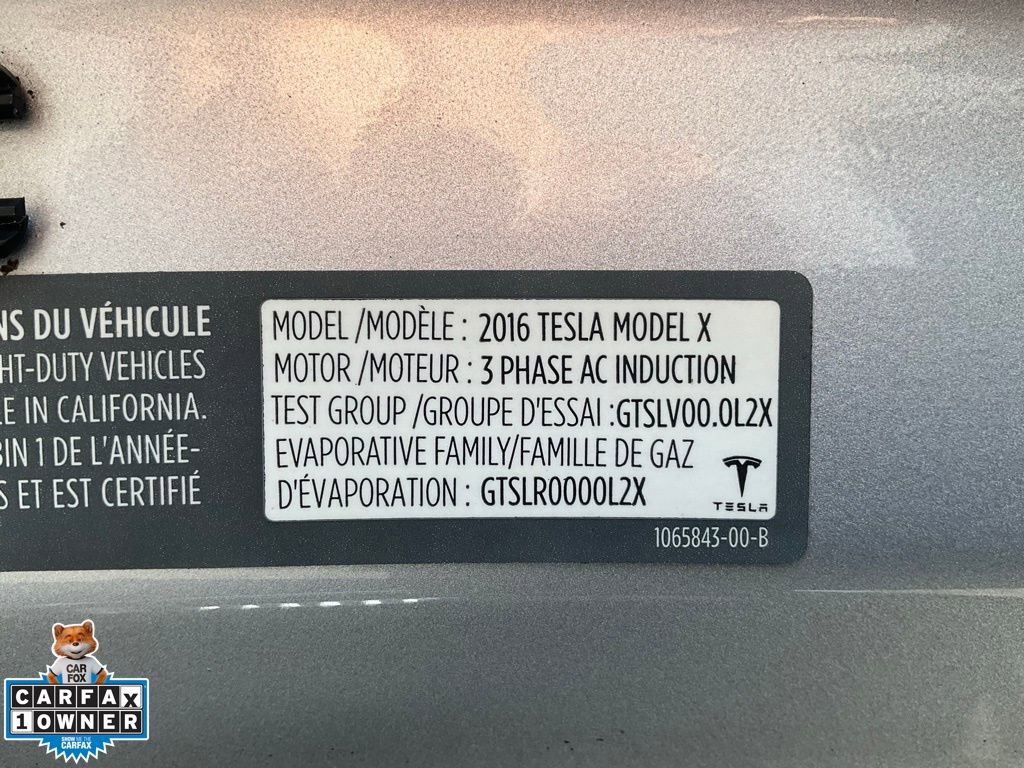 NS DU VÉHICULE
HT-DUTY VEHICLES
LE IN CALIFORNIA.
BIN 1 DE L'ANNÉE-
S ET EST CERTIFIÉ
MODEL /MODÈLE : 2016 TESLA MODEL X
MOTOR /MOTEUR : 3 PHASE AC INDUCTION
TEST GROUP /GROUPE D'ESSAI :GTSLV00.0L2X
EVAPORATIVE FAMILY/FAMILLE DE GAZ
D'ÉVAPORATION : GTSLR0000L2X
TESLA
1065843-00-B
CAR
FOX
CARFAX
1 OWNER
SHOW ME THE
CARFAX